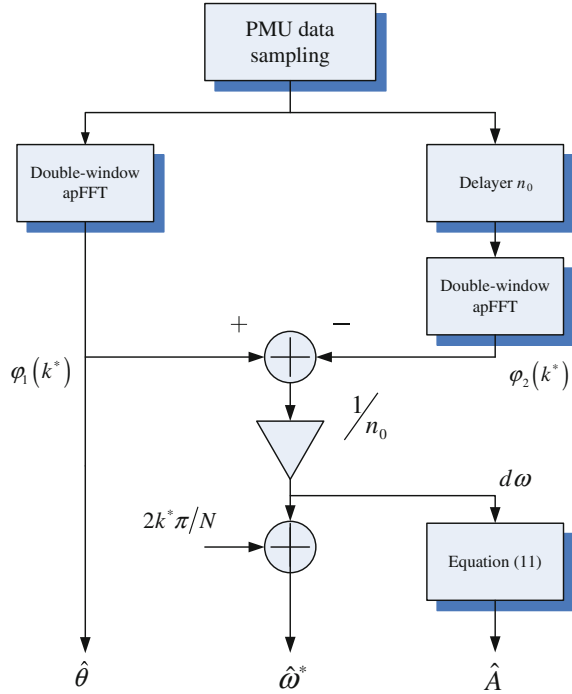 PMU data
sampling
Double-window
apFFT
Delayer n₀
Double-window
apFFT
+ −
φ₁(k*)
φ₂(k*)
1/n₀
dω
2k*π/N
Equation (11)
θ̂
ω̂*
Â